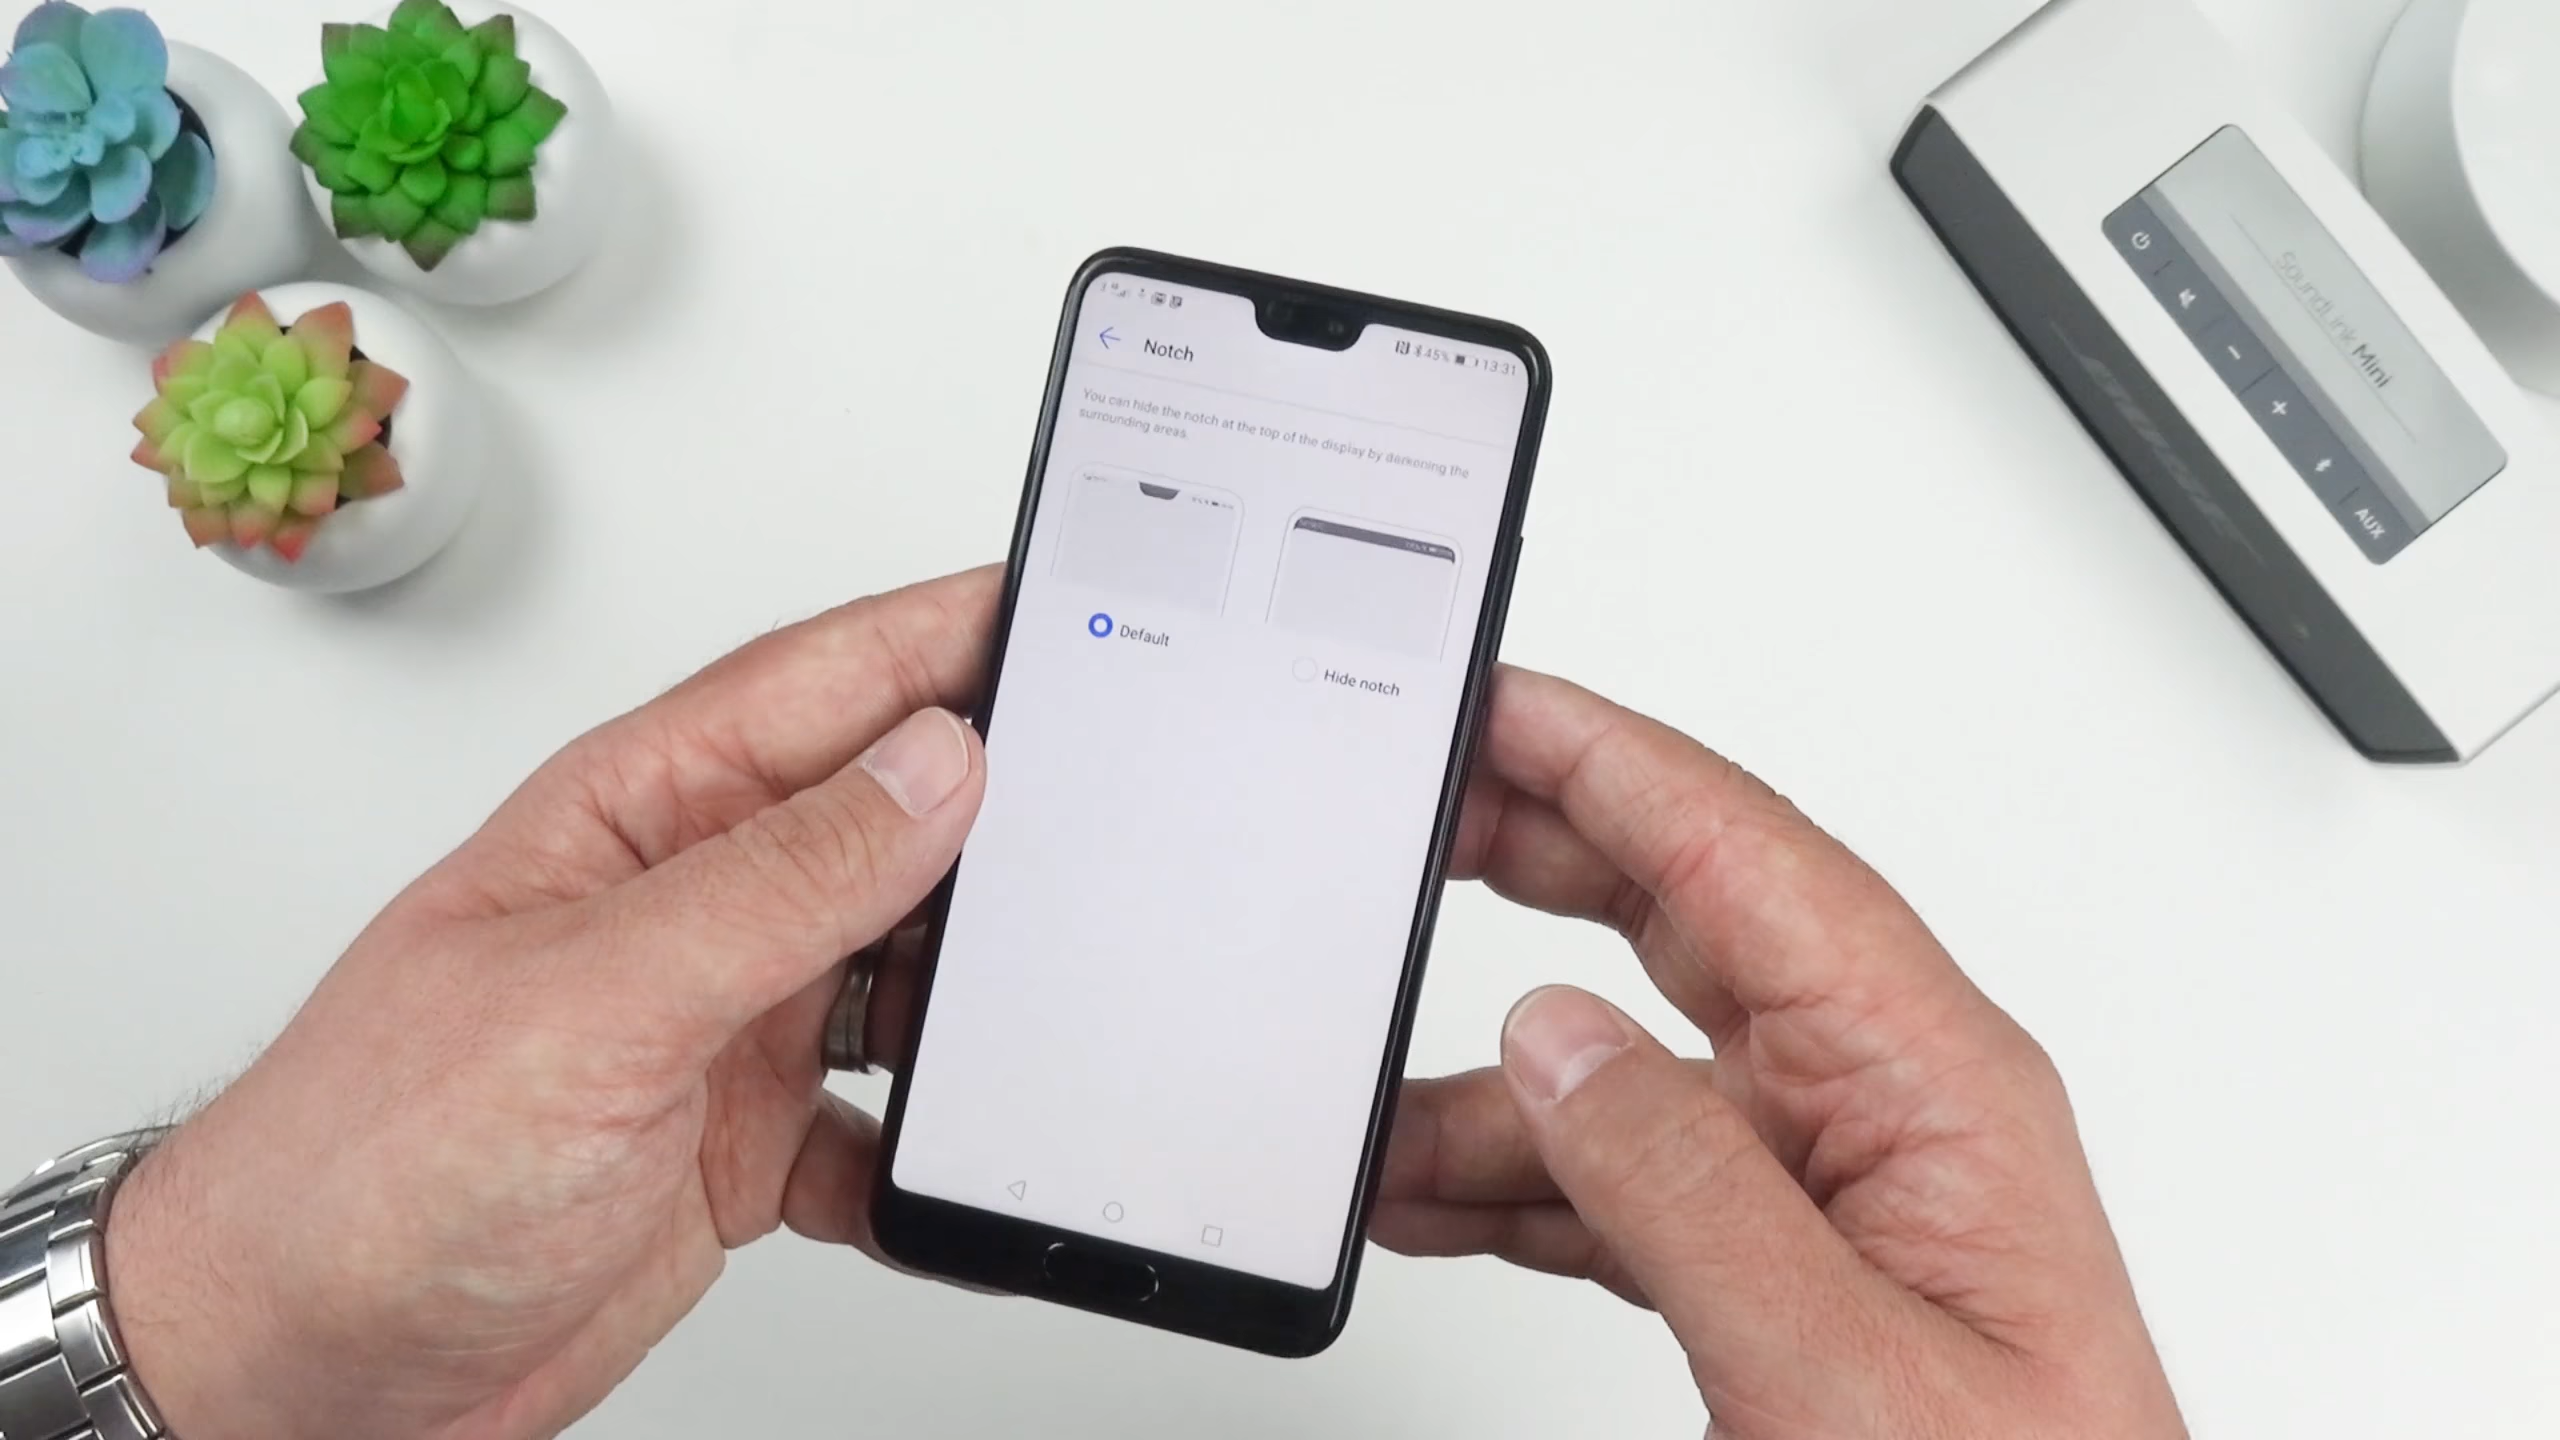 45% 13:31
Notch
You can hide the notch at the top of the display by darkening the
surrounding areas.
Default
Hide notch
SoundLink Mini
AUX
BOSE